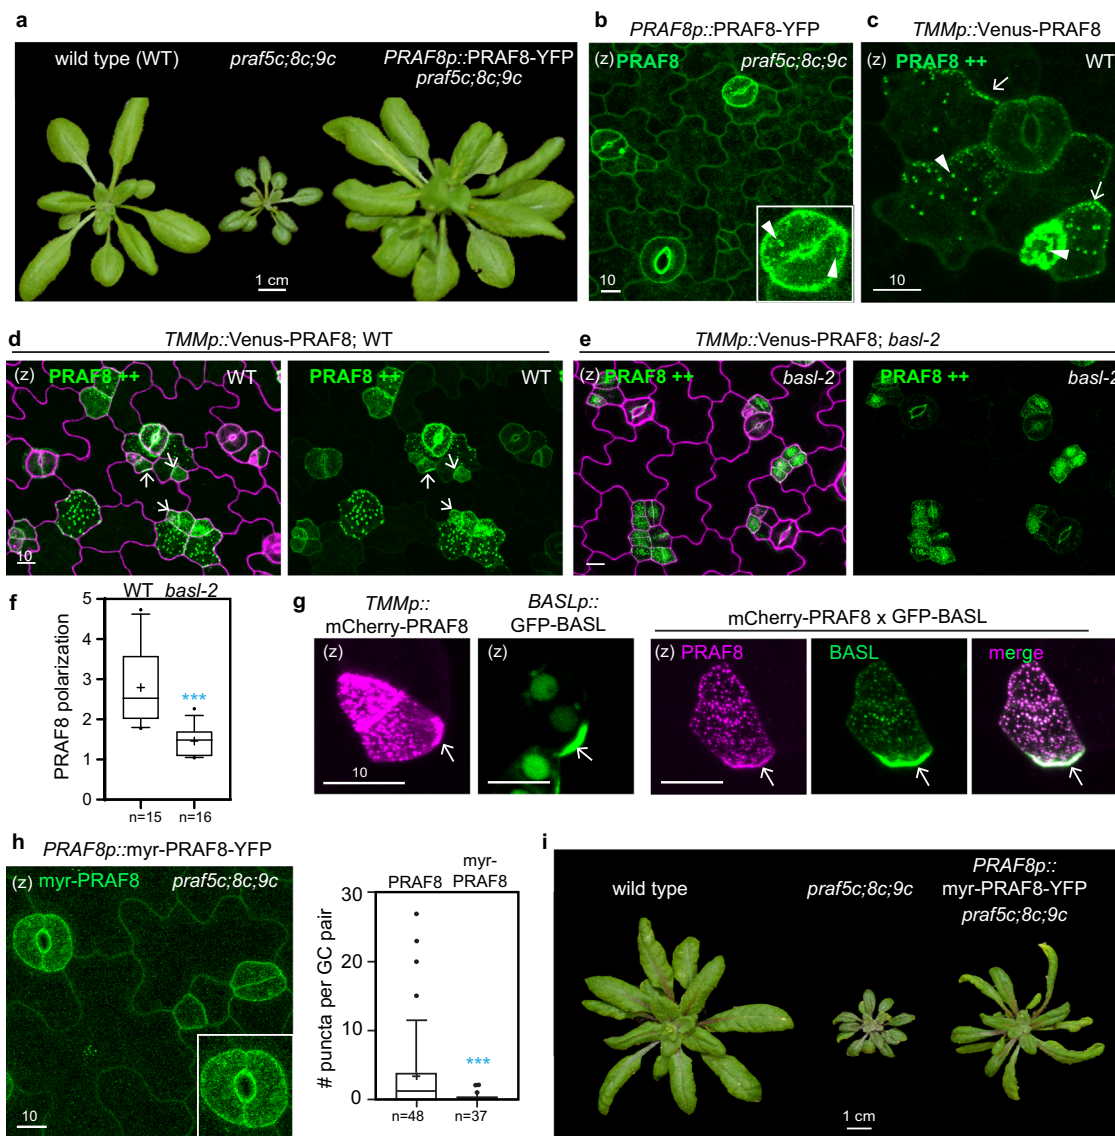 a
wild type (WT)
praf5c;8c;9c
PRAF8p::PRAF8-YFP
praf5c;8c;9c
1 cm
b
PRAF8p::PRAF8-YFP
(z) PRAF8
praf5c;8c;9c
10
c
TMMp::Venus-PRAF8
(z) PRAF8 ++
WT
10
d
TMMp::Venus-PRAF8; WT
(z) PRAF8 ++
WT
10
PRAF8 ++
WT
e
TMMp::Venus-PRAF8; basl-2
(z) PRAF8 ++
basl-2
PRAF8 ++
basl-2
f
WT basl-2
PRAF8 polarization
5
4
3
2
1
0
***
n=15 n=16
g
TMMp::
mCherry-PRAF8
(z)
10
BASLp::
GFP-BASL
(z)
mCherry-PRAF8 x GFP-BASL
(z) PRAF8
BASL
merge
h
PRAF8p::myr-PRAF8-YFP
(z) myr-PRAF8
praf5c;8c;9c
10
# puncta per GC pair
30
20
10
0
PRAF8
myr-
PRAF8
***
n=48 n=37
i
wild type
praf5c;8c;9c
PRAF8p::
myr-PRAF8-YFP
praf5c;8c;9c
1 cm